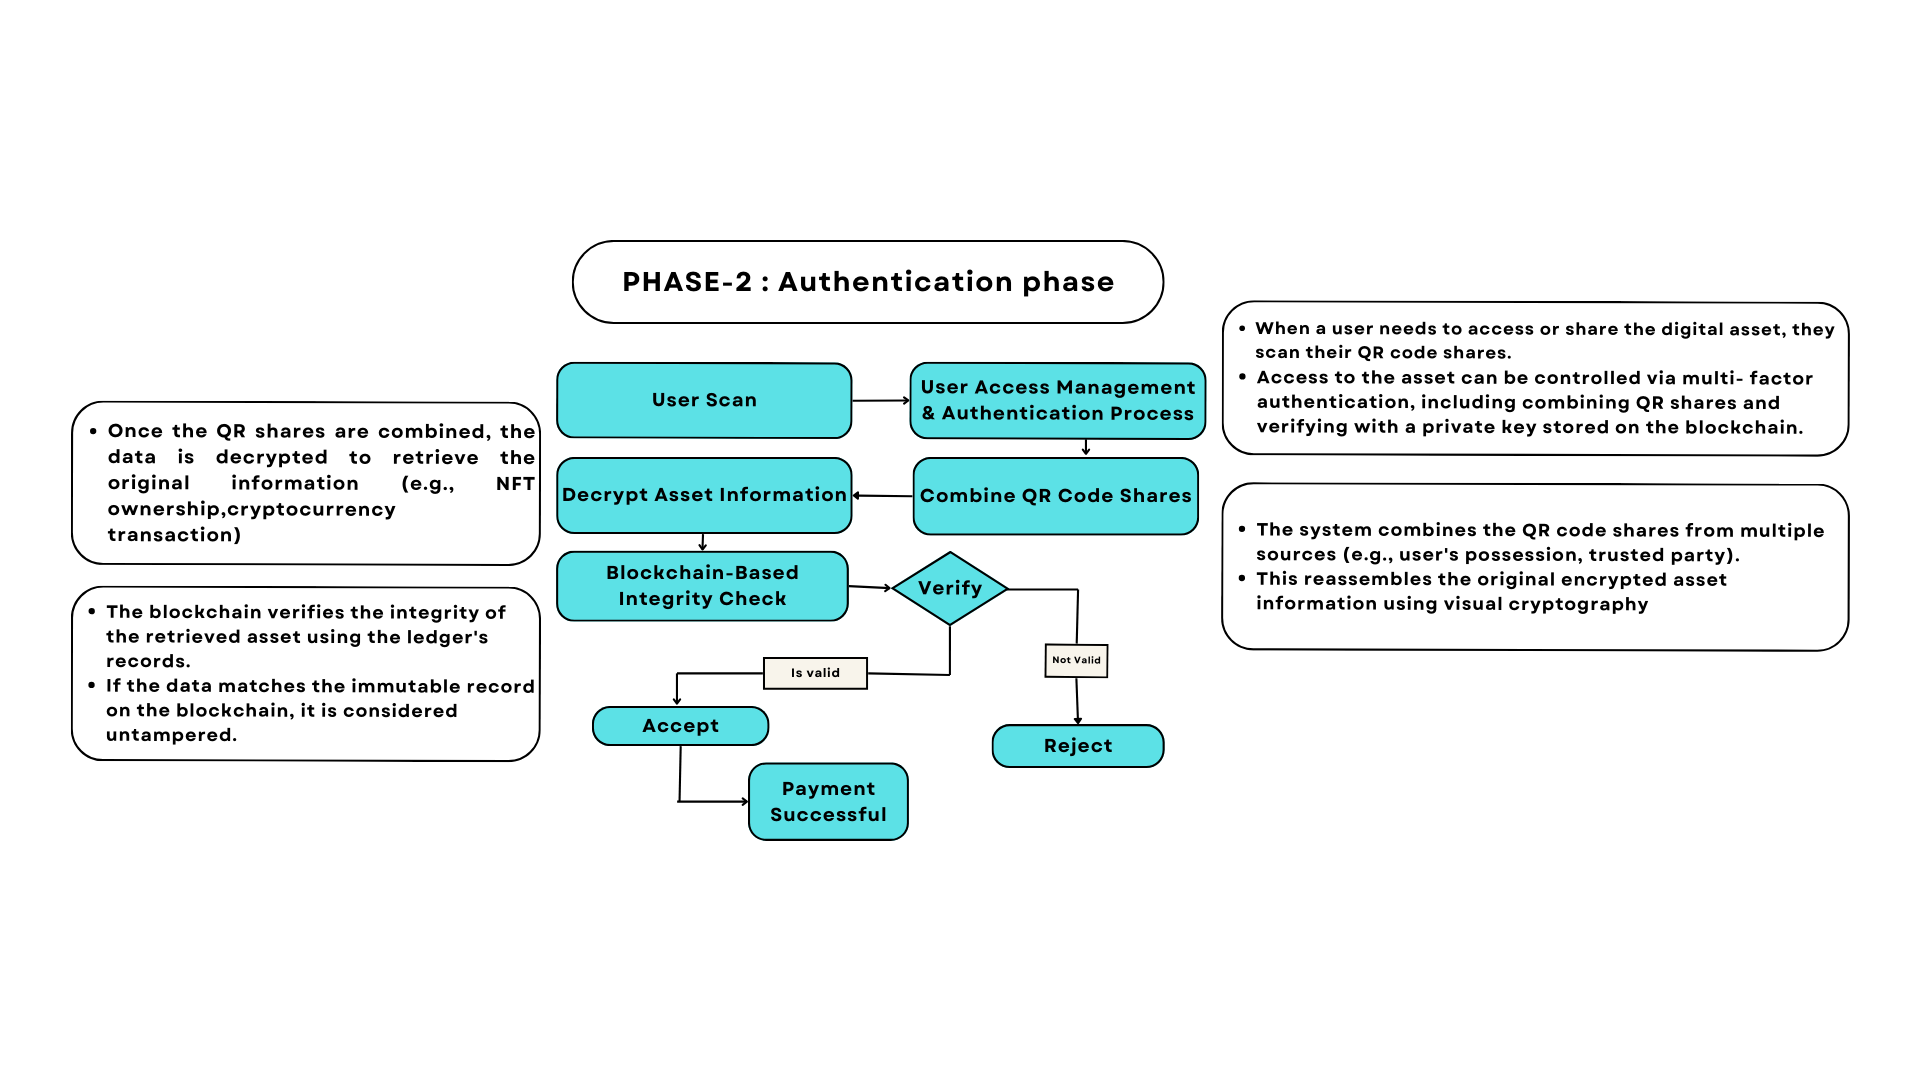 PHASE-2 : Authentication phase
User Scan
User Access Management
& Authentication Process
• When a user needs to access or share the digital asset, they
scan their QR code shares.
• Access to the asset can be controlled via multi- factor
authentication, including combining QR shares and
verifying with a private key stored on the blockchain.
• Once the QR shares are combined, the
data is decrypted to retrieve the
original information (e.g., NFT
ownership,cryptocurrency
transaction)
Decrypt Asset Information
Combine QR Code Shares
• The system combines the QR code shares from multiple
sources (e.g., user's possession, trusted party).
• This reassembles the original encrypted asset
information using visual cryptography
Blockchain-Based
Integrity Check
Verify
• The blockchain verifies the integrity of
the retrieved asset using the ledger's
records.
• If the data matches the immutable record
on the blockchain, it is considered
untampered.
Is valid
Not Valid
Accept
Reject
Payment
Successful